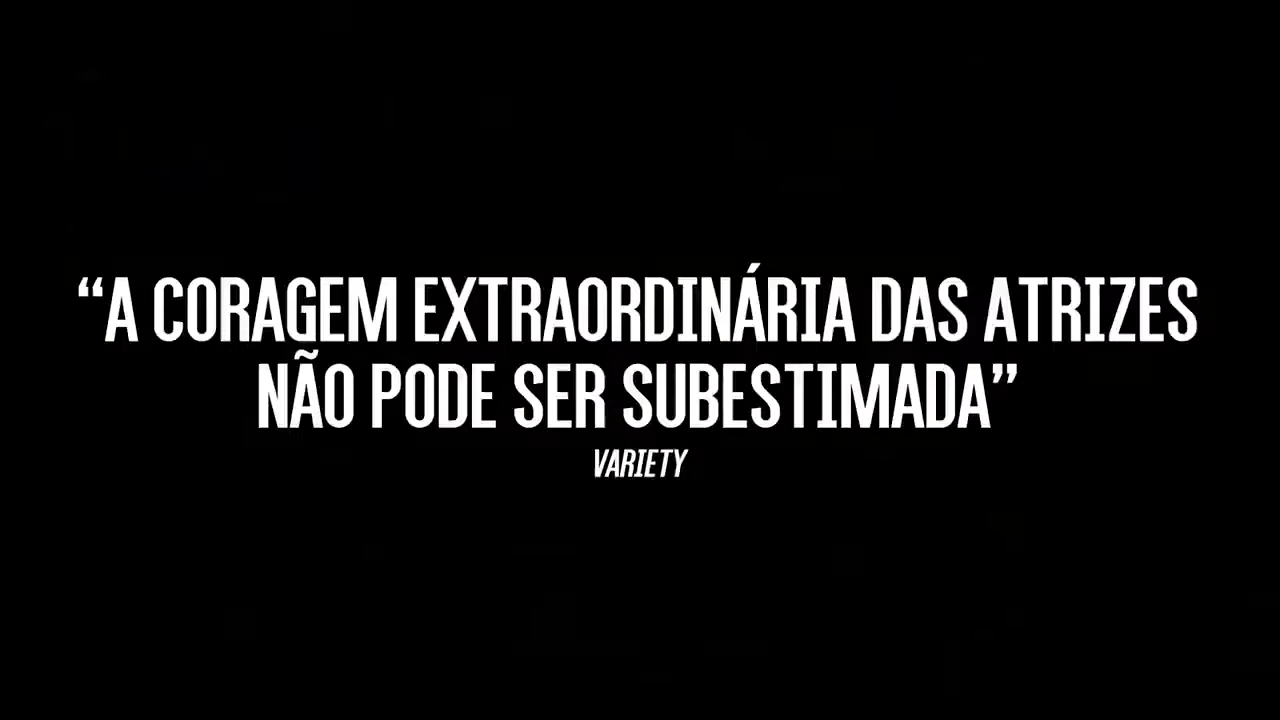 “A CORAGEM EXTRAORDINÁRIA DAS ATRIZES
NÃO PODE SER SUBESTIMADA”
VARIETY